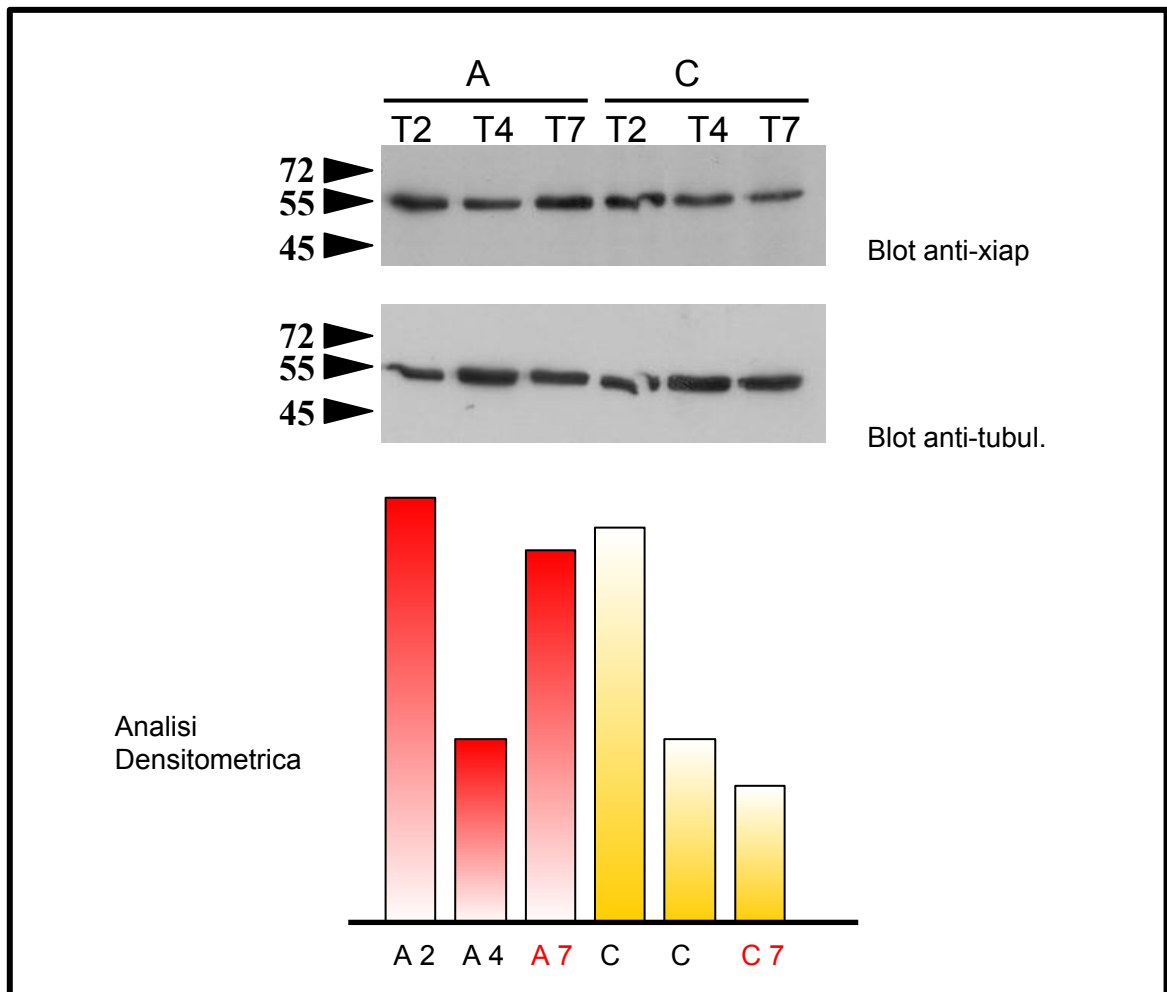 A C
T2 T4 T7 T2 T4 T7
72
55
45
Blot anti-xiap
72
55
45
Blot anti-tubul.
Analisi
Densitometrica
A 2 A 4 A 7 C C C 7